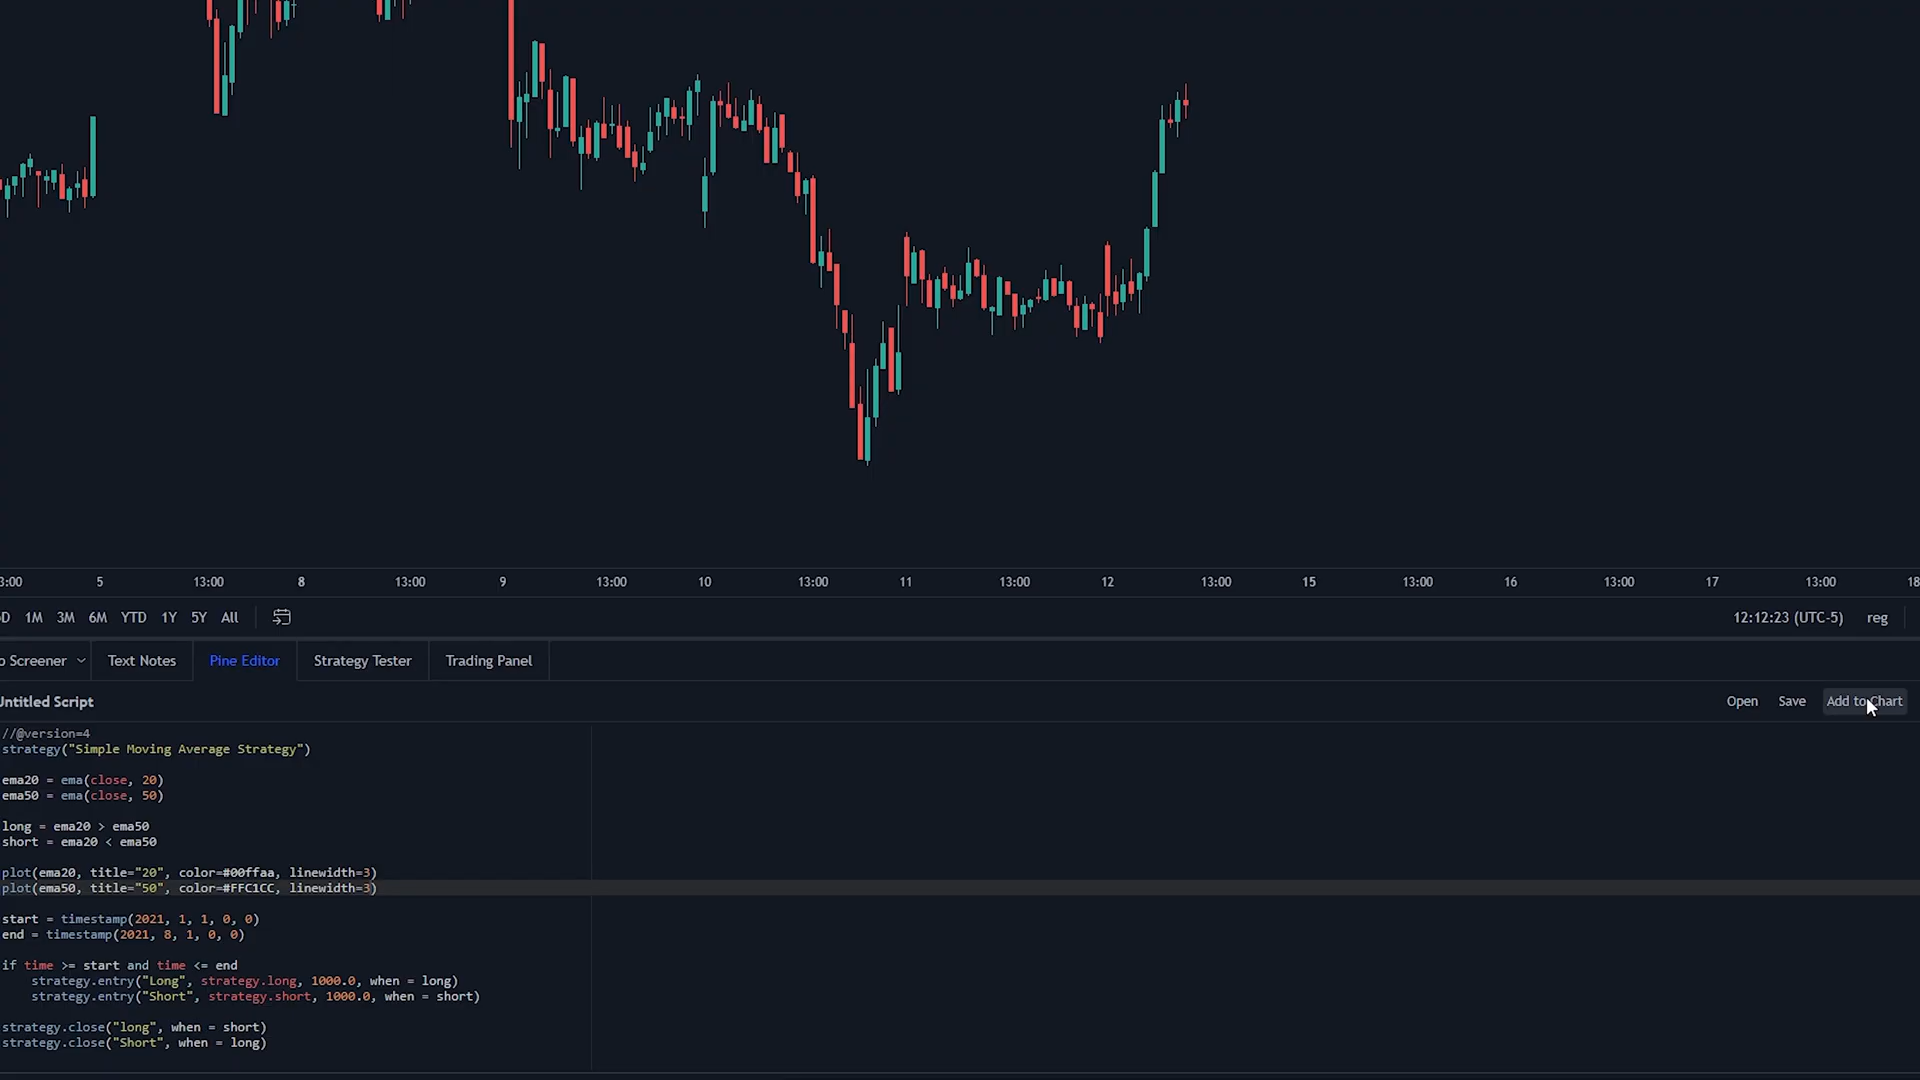 3:00 5 13:00 8 13:00 9 13:00 10 13:00 11 13:00 12 13:00 15 13:00 16 13:00 17 13:00 18
D 1M 3M 6M YTD 1Y 5Y All 12:12:23 (UTC-5) reg
o Screener Text Notes Pine Editor Strategy Tester Trading Panel
Untitled Script Open Save Add to Chart
//@version=4
strategy("Simple Moving Average Strategy")
ema20 = ema(close, 20)
ema50 = ema(close, 50)
long = ema20 > ema50
short = ema20 < ema50
plot(ema20, title="20", color=#00ffaa, linewidth=3)
plot(ema50, title="50", color=#FFC1CC, linewidth=3)
start = timestamp(2021, 1, 1, 0, 0)
end = timestamp(2021, 8, 1, 0, 0)
if time >= start and time <= end
    strategy.entry("Long", strategy.long, 1000.0, when = long)
    strategy.entry("Short", strategy.short, 1000.0, when = short)
strategy.close("long", when = short)
strategy.close("Short", when = long)